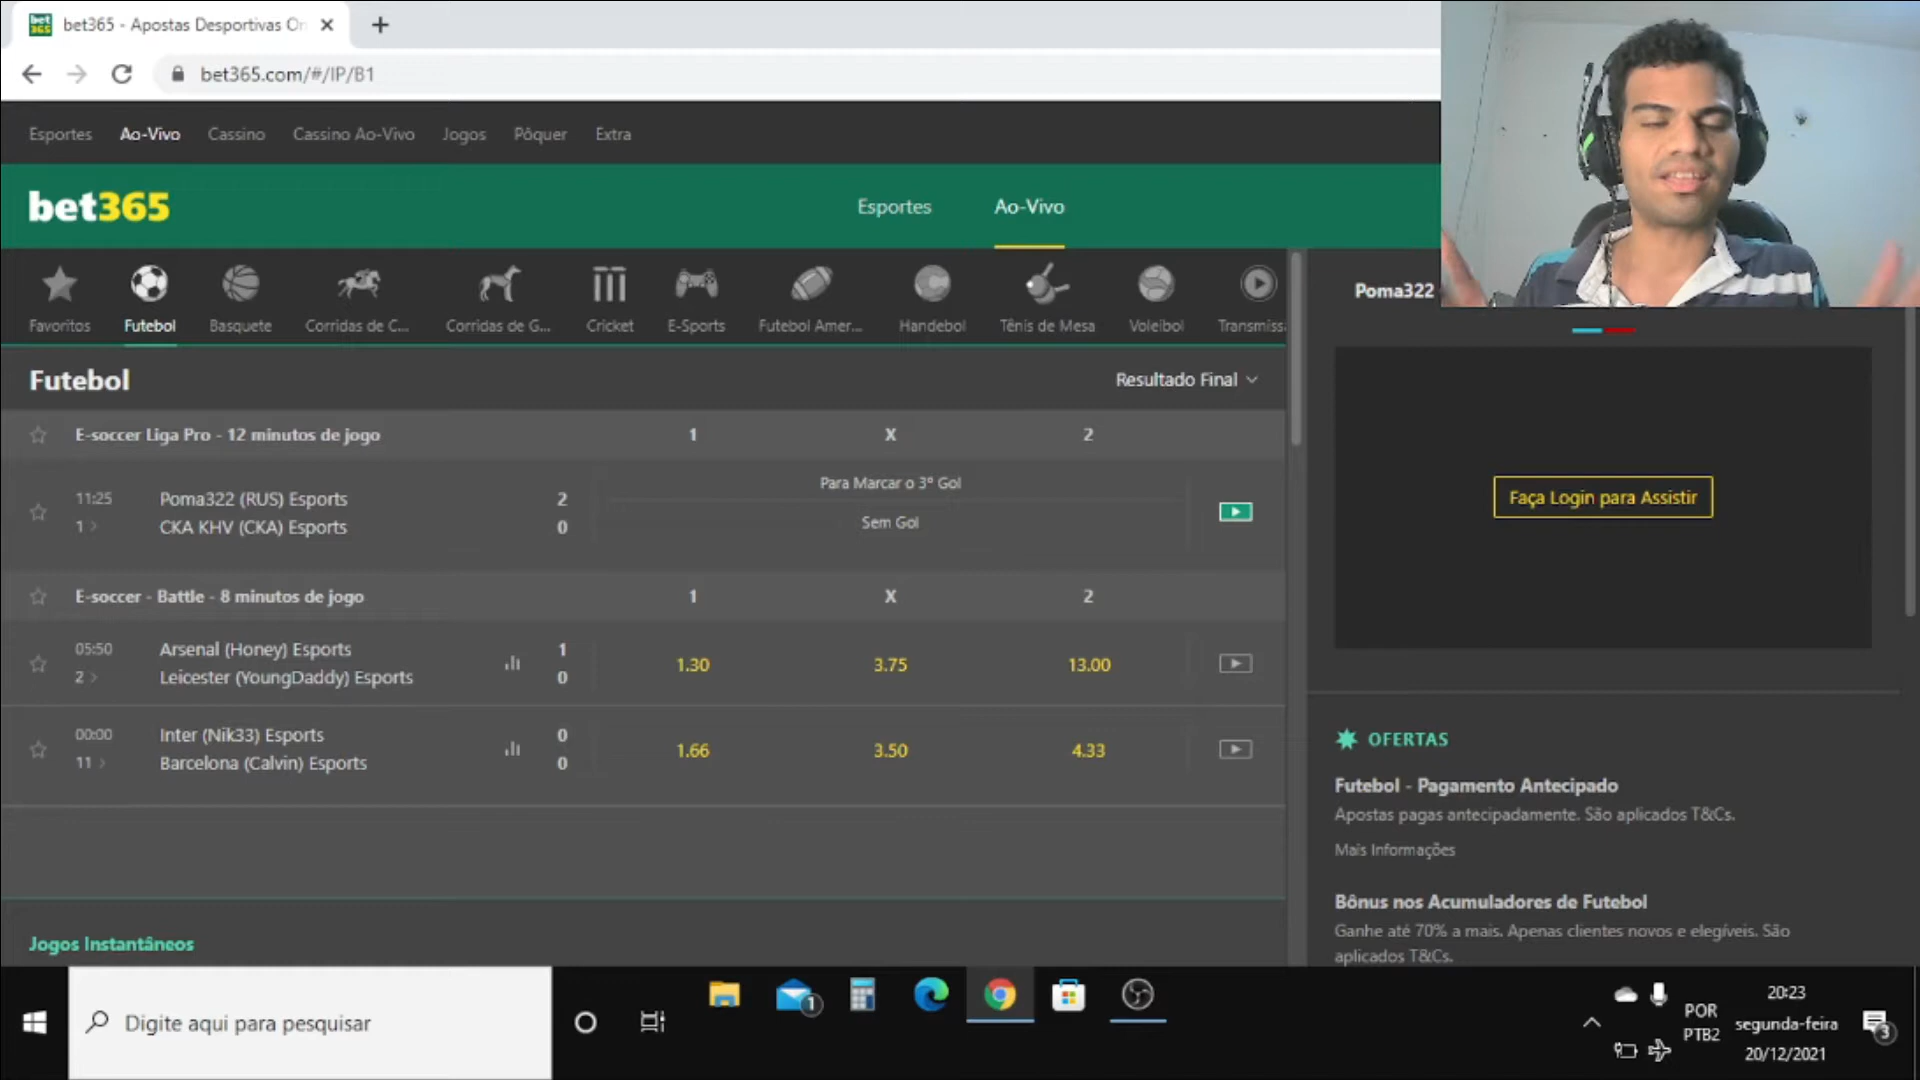 bet365 - Apostas Desportivas On
bet365.com/#/IP/B1
Esportes Ao-Vivo Cassino Cassino Ao-Vivo Jogos Pôquer Extra
bet365 Esportes Ao-Vivo
Favoritos Futebol Basquete Corridas de C... Corridas de G... Cricket E-Sports Futebol Amer... Handebol Tênis de Mesa Voleibol Transmiss
Futebol Resultado Final
E-soccer Liga Pro - 12 minutos de jogo 1 X 2
Para Marcar o 3º Gol
11:25 Poma322 (RUS) Esports 2
Sem Gol
1 > CKA KHV (CKA) Esports 0
E-soccer - Battle - 8 minutos de jogo 1 X 2
05:50 Arsenal (Honey) Esports 1
1.30 3.75 13.00
2 > Leicester (YoungDaddy) Esports 0
00:00 Inter (Nik33) Esports 0
1.66 3.50 4.33
11 > Barcelona (Calvin) Esports 0
Jogos Instantâneos
Poma322
Faça Login para Assistir
OFERTAS
Futebol - Pagamento Antecipado
Apostas pagas antecipadamente. São aplicados T&Cs.
Mais Informações
Bônus nos Acumuladores de Futebol
Ganhe até 70% a mais. Apenas clientes novos e elegíveis. São
aplicados T&Cs.
Digite aqui para pesquisar
1
POR
PTB2
20:23
segunda-feira
20/12/2021
3